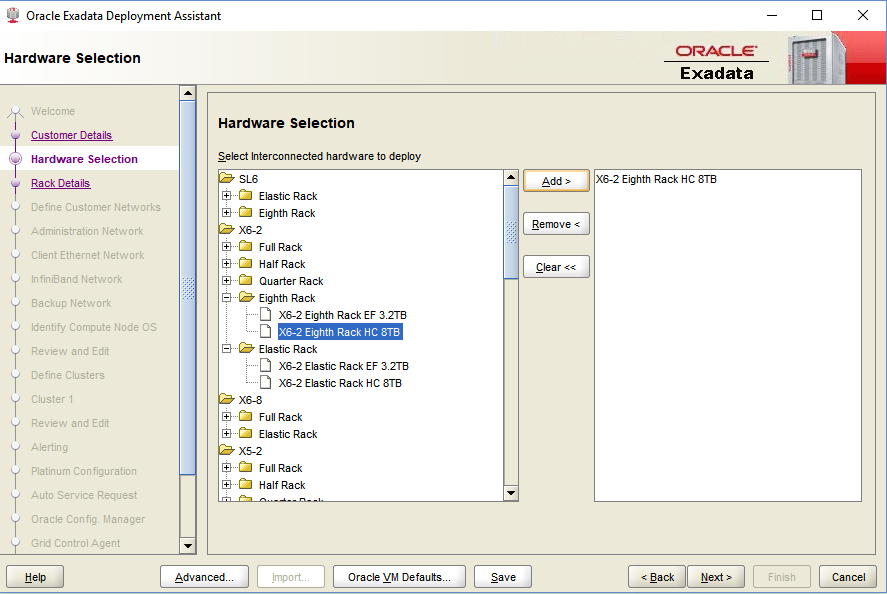 Oracle Exadata Deployment Assistant
Hardware Selection
ORACLE
Exadata
Welcome
Customer Details
Hardware Selection
Rack Details
Define Customer Networks
Administration Network
Client Ethernet Network
InfiniBand Network
Backup Network
Identify Compute Node OS
Review and Edit
Define Clusters
Cluster 1
Review and Edit
Alerting
Platinum Configuration
Auto Service Request
Oracle Config. Manager
Grid Control Agent
Hardware Selection
Select Interconnected hardware to deploy
SL6
Elastic Rack
Eighth Rack
X6-2
Full Rack
Half Rack
Quarter Rack
Eighth Rack
X6-2 Eighth Rack EF 3.2TB
X6-2 Eighth Rack HC 8TB
Elastic Rack
X6-2 Elastic Rack EF 3.2TB
X6-2 Elastic Rack HC 8TB
X6-8
Full Rack
Elastic Rack
X5-2
Full Rack
Half Rack
Quarter Rack
Add >
Remove <
Clear <<
X6-2 Eighth Rack HC 8TB
Help
Advanced...
Import...
Oracle VM Defaults...
Save
< Back
Next >
Finish
Cancel